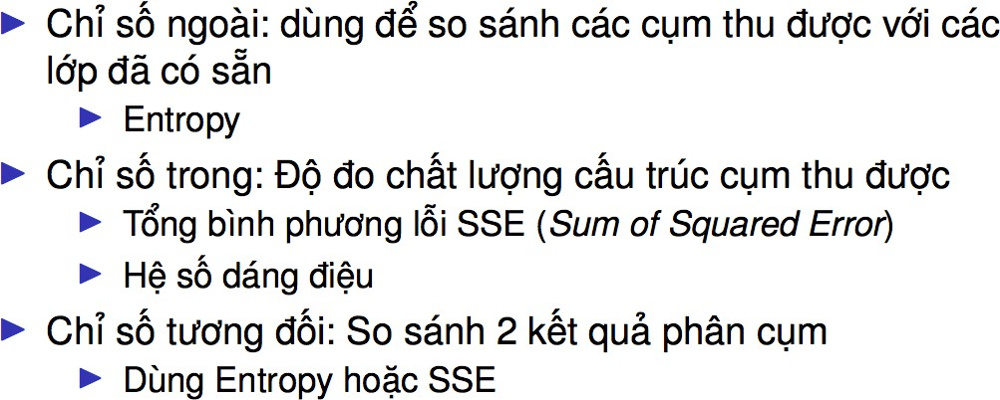 Chỉ số ngoài: dùng để so sánh các cụm thu được với các
lớp đã có sẵn
Entropy
Chỉ số trong: Độ đo chất lượng cấu trúc cụm thu được
Tổng bình phương lỗi SSE (Sum of Squared Error)
Hệ số dáng điệu
Chỉ số tương đối: So sánh 2 kết quả phân cụm
Dùng Entropy hoặc SSE